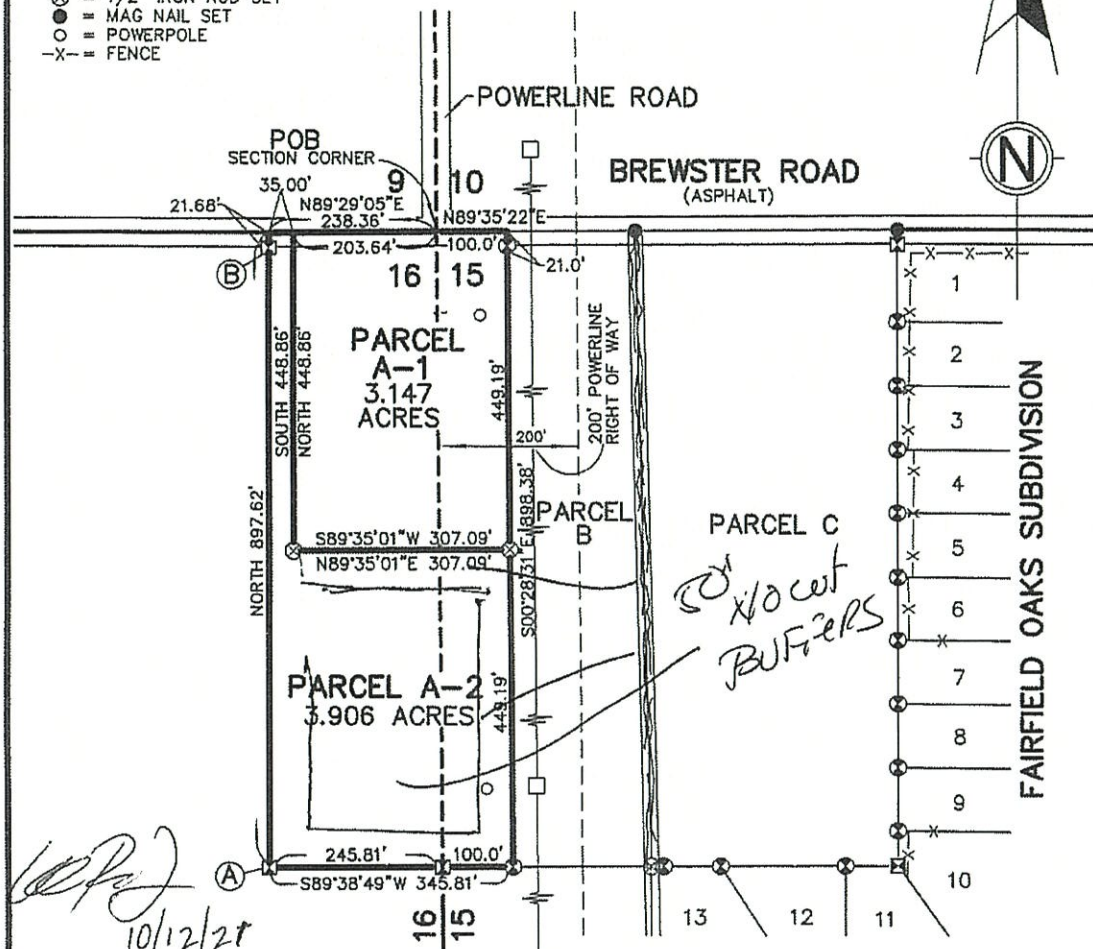 = 1/2" IRON ROD SET
● = MAG NAIL SET
○ = POWERPOLE
—X— = FENCE
POWERLINE ROAD
POB
SECTION CORNER
9 10
BREWSTER ROAD
(ASPHALT)
N
35.00'
21.68'
N89°29'05"E
238.36'
N89°35'22"E
203.64'
100.0'
21.0'
B
16 15
PARCEL
A-1
3.147
ACRES
SOUTH 448.86'
NORTH 448.86'
449.19'
200'
200' POWERLINE
RIGHT OF WAY
NORTH 897.62'
S89°35'01"W 307.09'
N89°35'01"E 307.09'
S00°28'31"E 898.38'
PARCEL
B
PARCEL C
50' No cut
BUFFERS
PARCEL A-2
3.906 ACRES
449.19'
FAIRFIELD OAKS SUBDIVISION
1
2
3
4
5
6
7
8
9
10
11
12
13
A
245.81'
100.0'
S89°38'49"W 345.81'
16 15
10/12/21